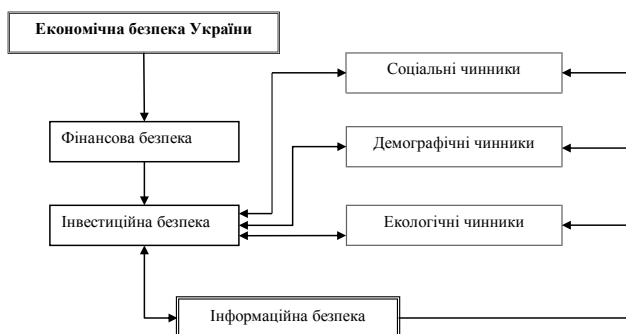 Економічна безпека України
Соціальні чинники
Фінансова безпека
Демографічні чинники
Інвестиційна безпека
Екологічні чинники
Інформаційна безпека